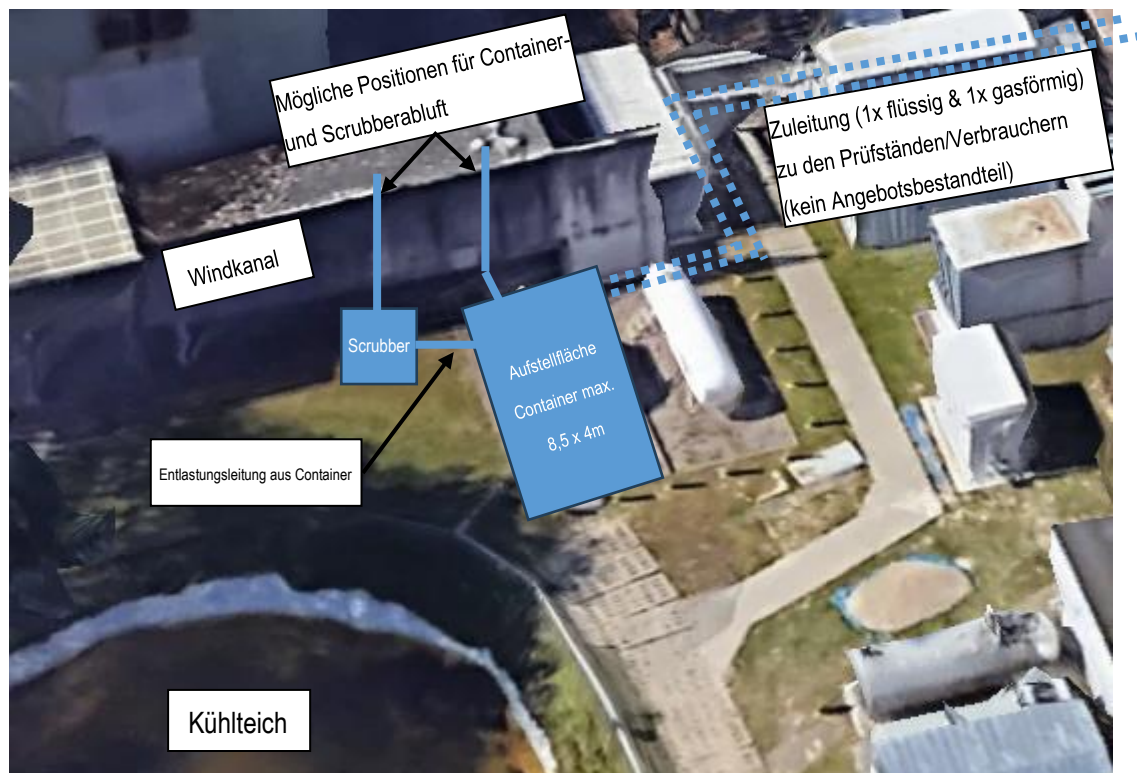 Mögliche Positionen für Container-
und Scrubberabluft
Zuleitung (1x flüssig & 1x gasförmig)
zu den Prüfständen/Verbrauchern
(kein Angebotsbestandteil)
Windkanal
Scrubber
Aufstellfläche
Container max.
8,5 x 4m
Entlastungsleitung aus Container
Kühlteich